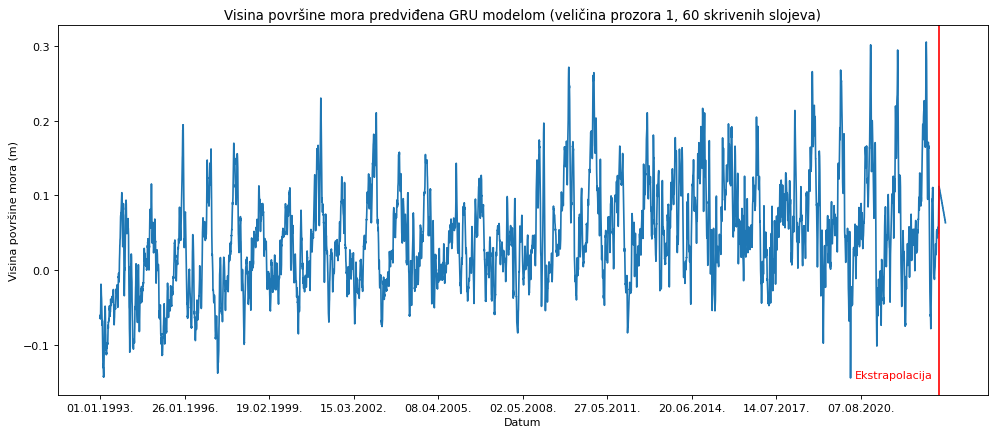 Visina površine mora predviđena GRU modelom (veličina prozora 1, 60 skrivenih slojeva)
Visina površine mora (m)
0.3
0.2
0.1
0.0
−0.1
Ekstrapolacija
01.01.1993. 26.01.1996. 19.02.1999. 15.03.2002. 08.04.2005. 02.05.2008. 27.05.2011. 20.06.2014. 14.07.2017. 07.08.2020.
Datum